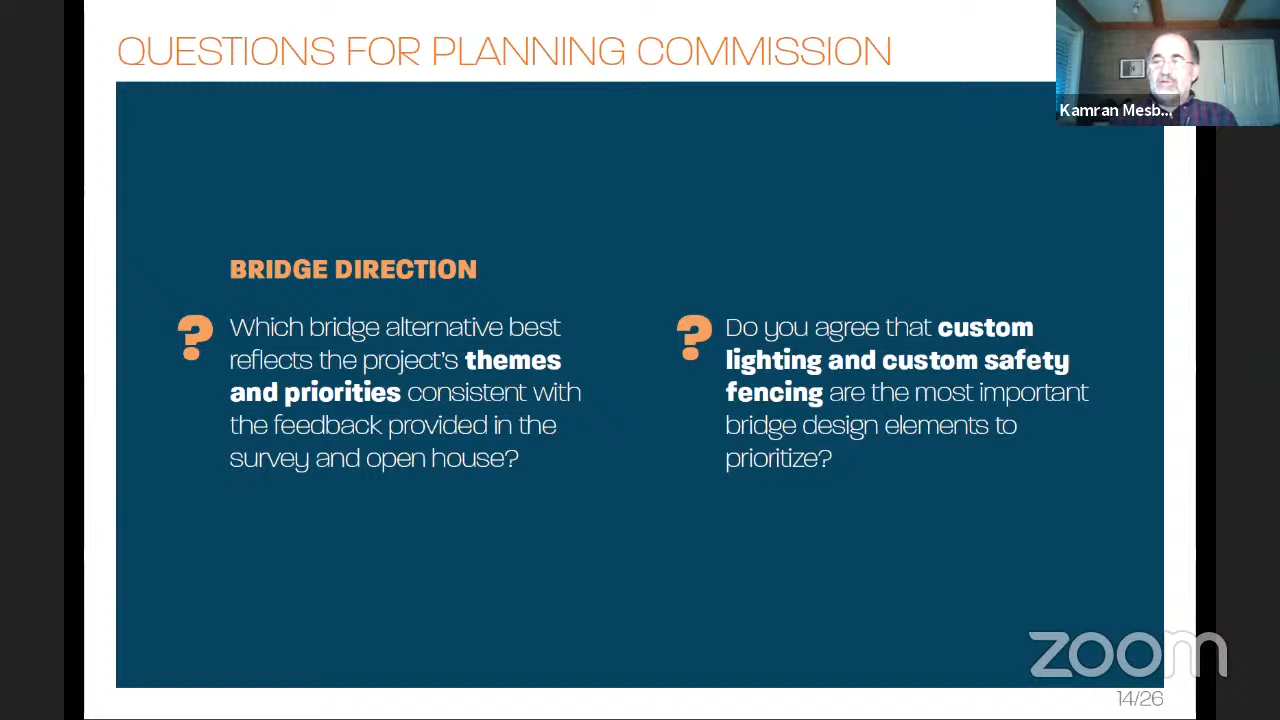 QUESTIONS FOR PLANNING COMMISSION
Kamran Mesb...
BRIDGE DIRECTION
? Which bridge alternative best
reflects the project's themes
and priorities consistent with
the feedback provided in the
survey and open house?
? Do you agree that custom
lighting and custom safety
fencing are the most important
bridge design elements to
prioritize?
zoom
14/26